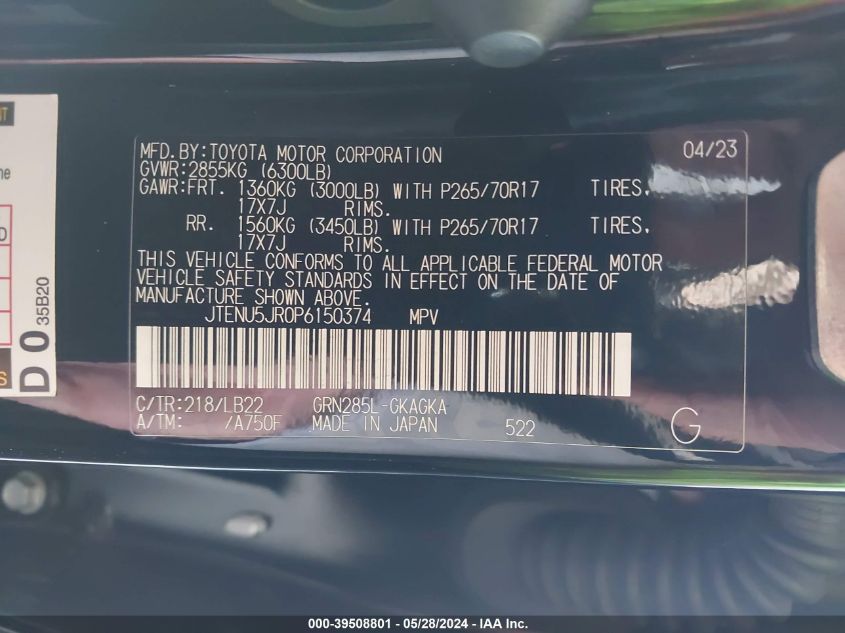 MFD.BY:TOYOTA MOTOR CORPORATION 04/23
GVWR:2855KG (6300LB)
GAWR:FRT. 1360KG (3000LB) WITH P265/70R17 TIRES,
17X7J RIMS.
RR. 1560KG (3450LB) WITH P265/70R17 TIRES,
17X7J RIMS.
THIS VEHICLE CONFORMS TO ALL APPLICABLE FEDERAL MOTOR
VEHICLE SAFETY STANDARDS IN EFFECT ON THE DATE OF
MANUFACTURE SHOWN ABOVE.
JTENU5JR0P6150374 MPV
C/TR:218/LB22 GRN285L-GKAGKA
A/TM: /A750F MADE IN JAPAN 522 G
D 0 35B20
000-39508801 - 05/28/2024 - IAA Inc.